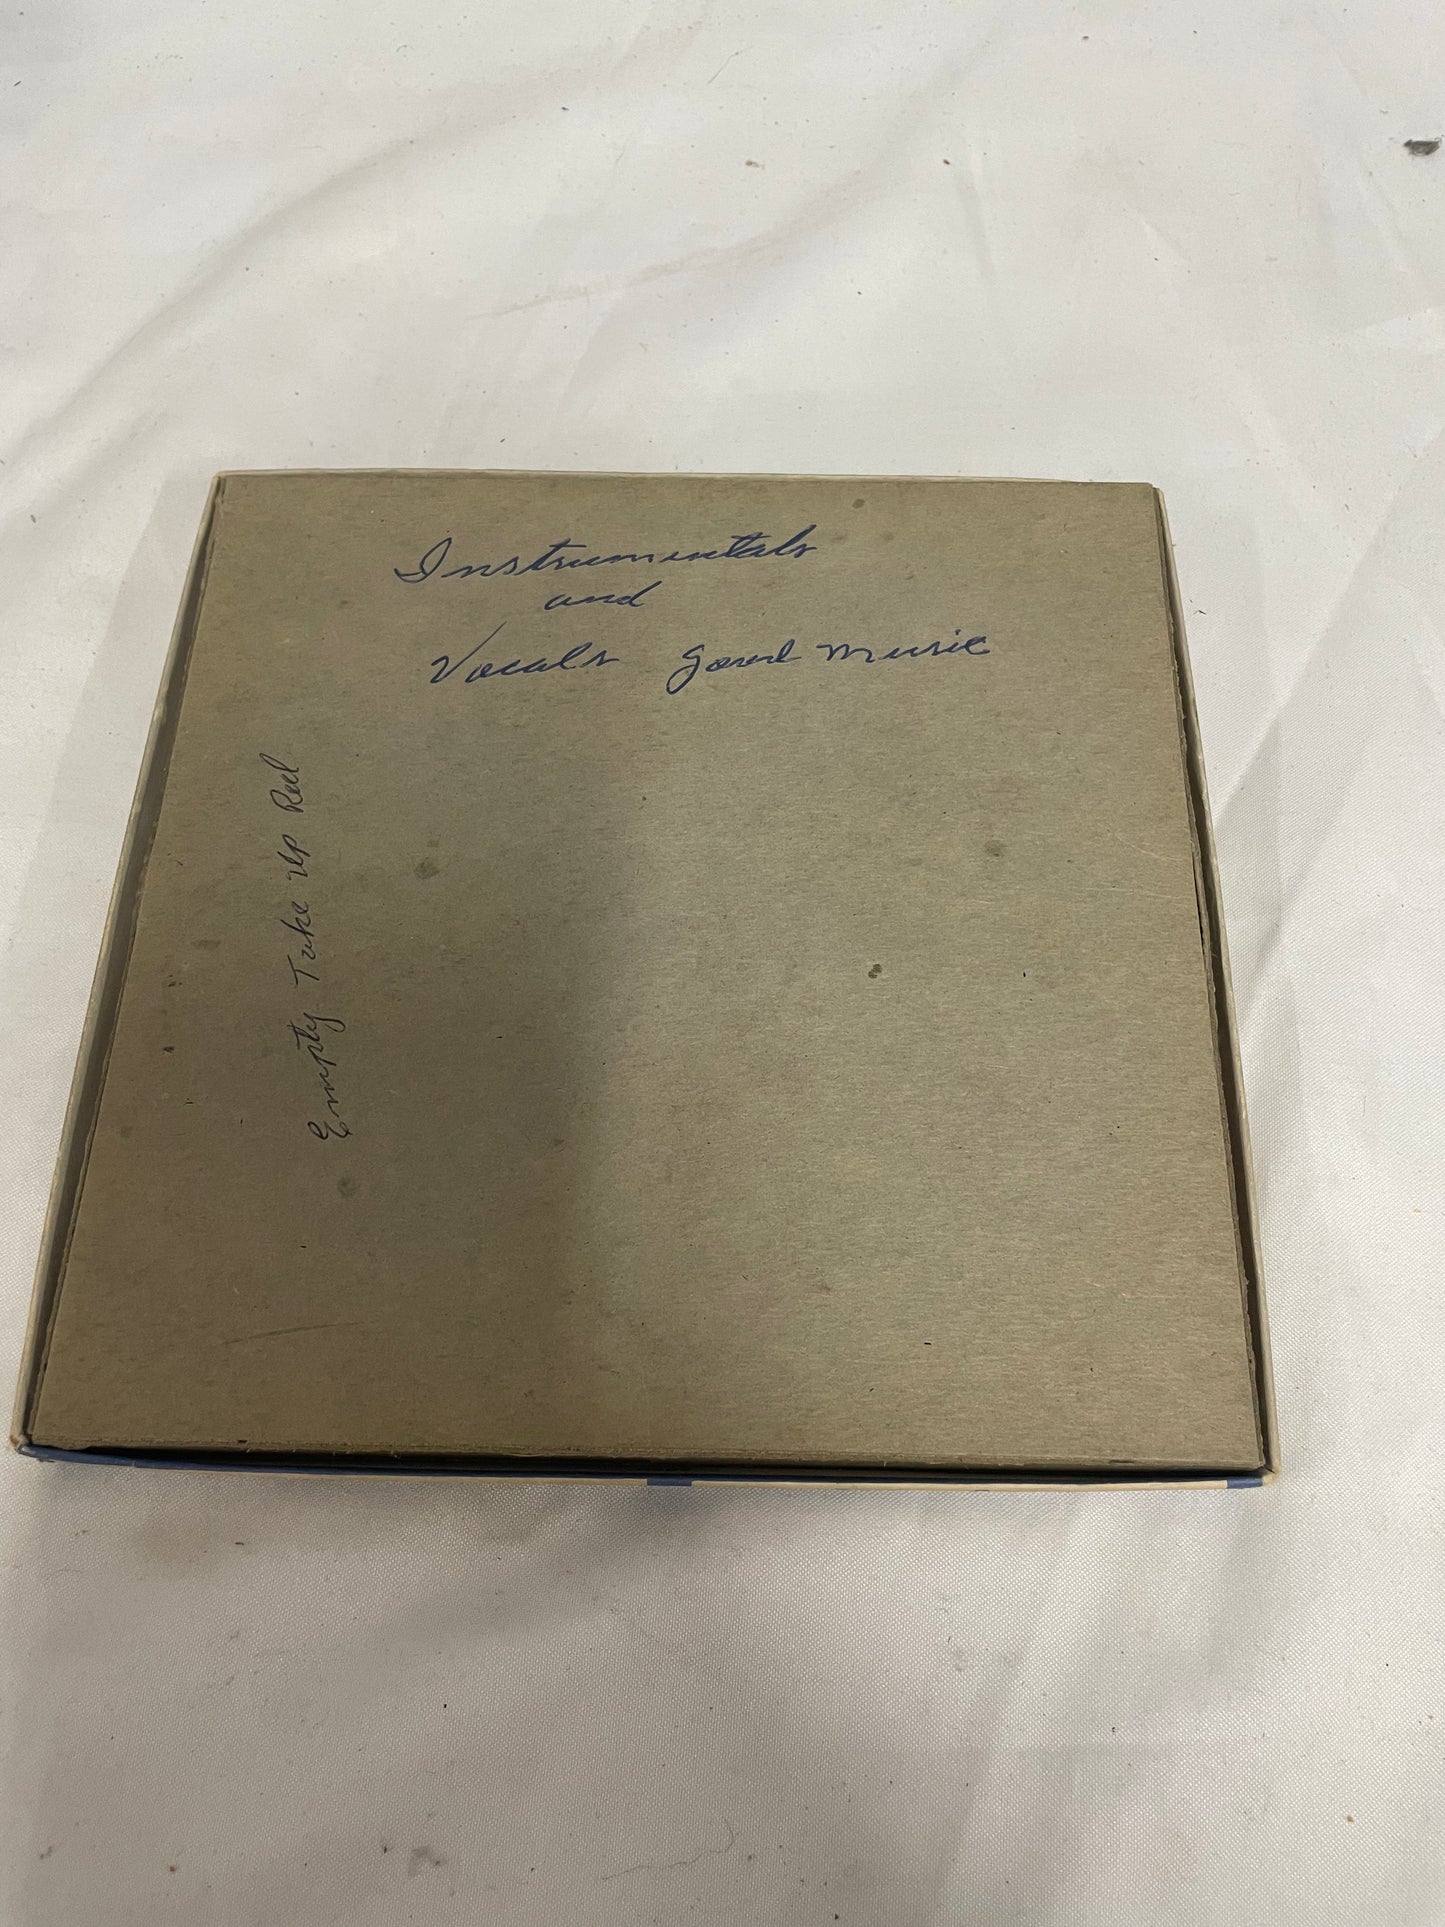 Instrumentals
and
Vocals good music
Empty Take up Reel